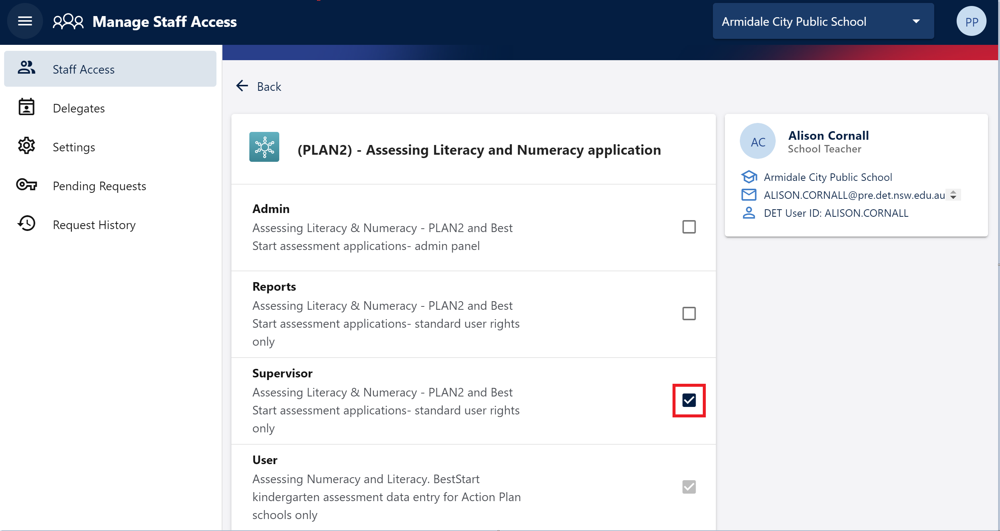 Manage Staff Access
Armidale City Public School
PP
Staff Access
Delegates
Settings
Pending Requests
Request History
Back
(PLAN2) - Assessing Literacy and Numeracy application
Admin
Assessing Literacy & Numeracy - PLAN2 and Best
Start assessment applications- admin panel
Reports
Assessing Literacy & Numeracy - PLAN2 and Best
Start assessment applications- standard user rights
only
Supervisor
Assessing Literacy & Numeracy - PLAN2 and Best
Start assessment applications- standard user rights
only
User
Assessing Numeracy and Literacy. BestStart
kindergarten assessment data entry for Action Plan
schools only
AC
Alison Cornall
School Teacher
Armidale City Public School
ALISON.CORNALL@pre.det.nsw.edu.au
DET User ID: ALISON.CORNALL